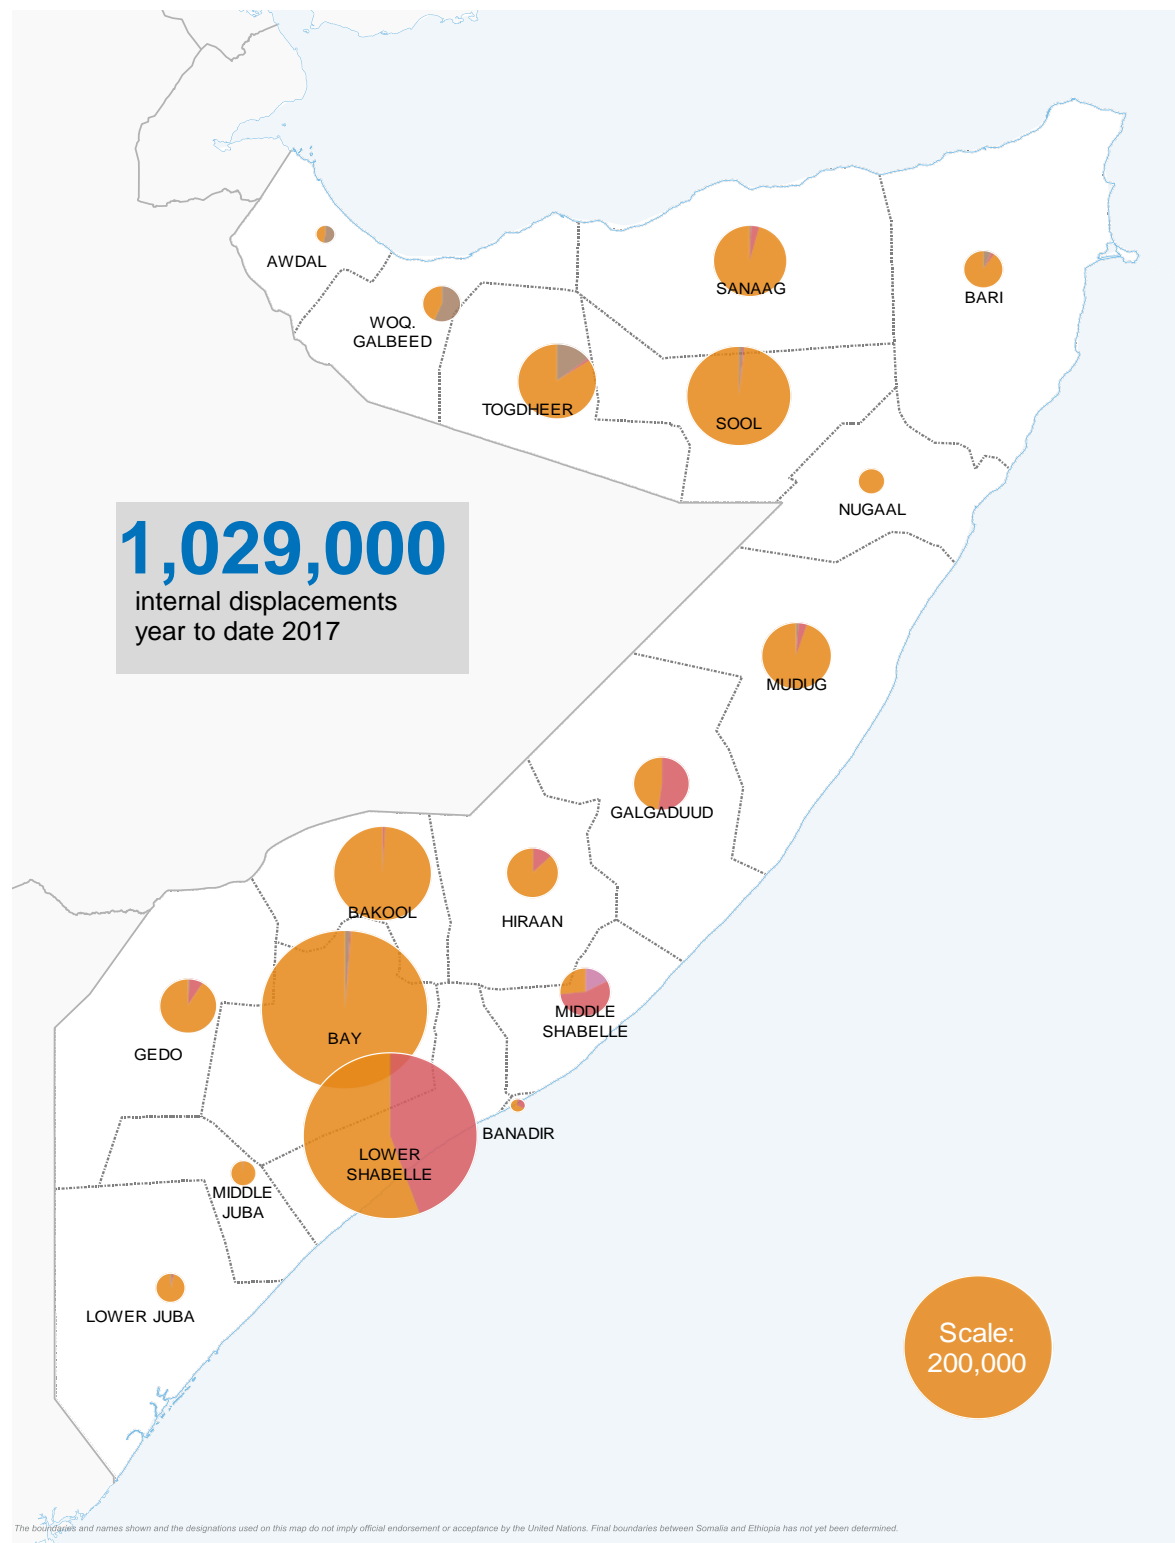 AWDAL
WOQ.
GALBEED
TOGDHEER
SANAAG
SOOL
BARI
NUGAAL
1,029,000
internal displacements
year to date 2017
MUDUG
GALGADUUD
BAKOOL
HIRAAN
BAY
GEDO
MIDDLE
SHABELLE
BANADIR
LOWER
SHABELLE
MIDDLE
JUBA
LOWER JUBA
Scale:
200,000
The boundaries and names shown and the designations used on this map do not imply official endorsement or acceptance by the United Nations. Final boundaries between Somalia and Ethiopia has not yet been determined.